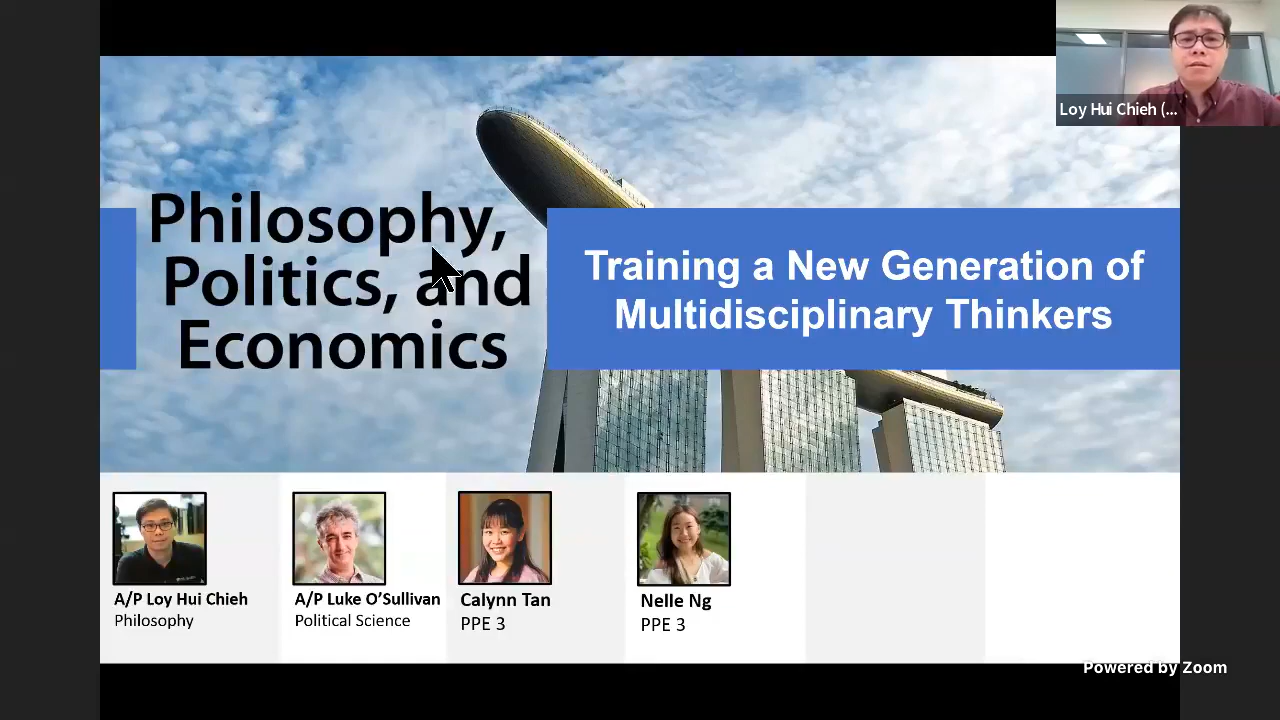 Loy Hui Chieh (...
Philosophy,
Politics, and
Economics
Training a New Generation of
Multidisciplinary Thinkers
A/P Loy Hui Chieh
Philosophy
A/P Luke O'Sullivan
Political Science
Calynn Tan
PPE 3
Nelle Ng
PPE 3
Powered by Zoom